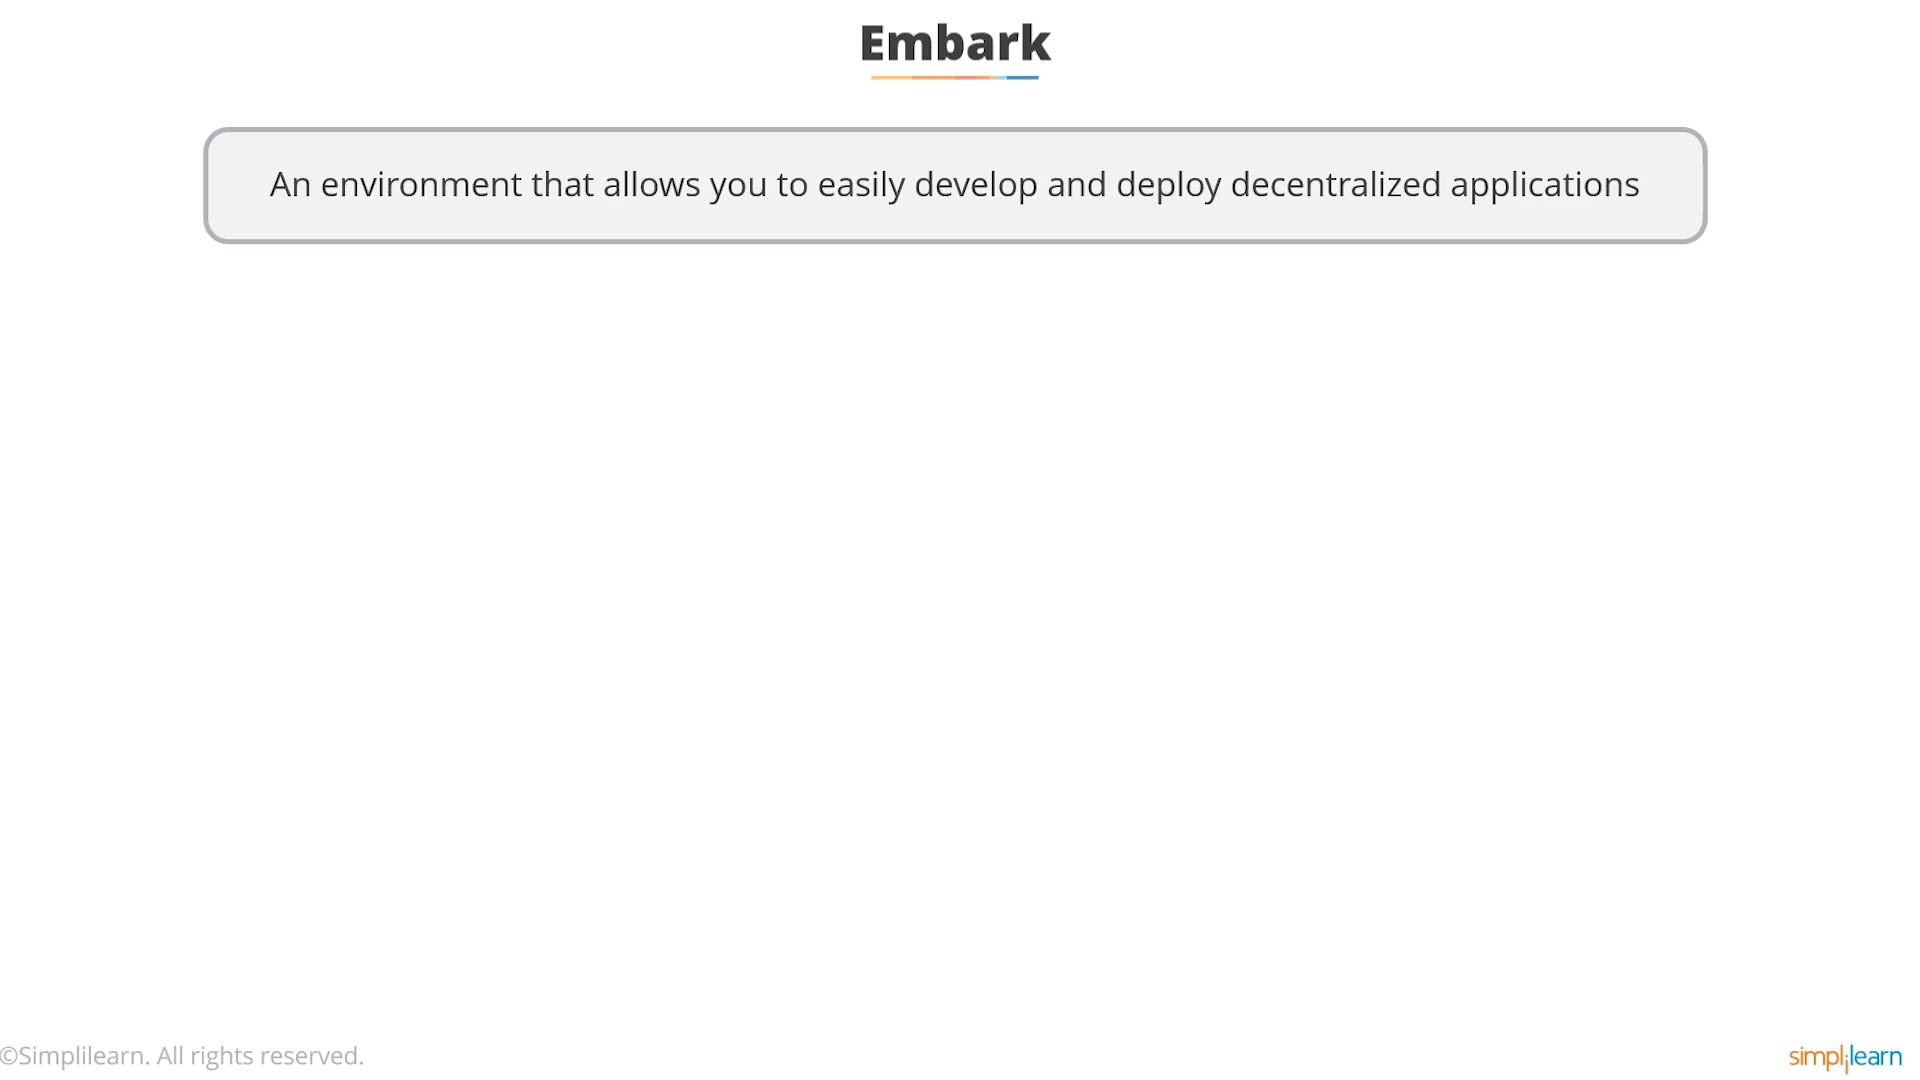 Embark
An environment that allows you to easily develop and deploy decentralized applications
©Simplilearn. All rights reserved.
simplilearn